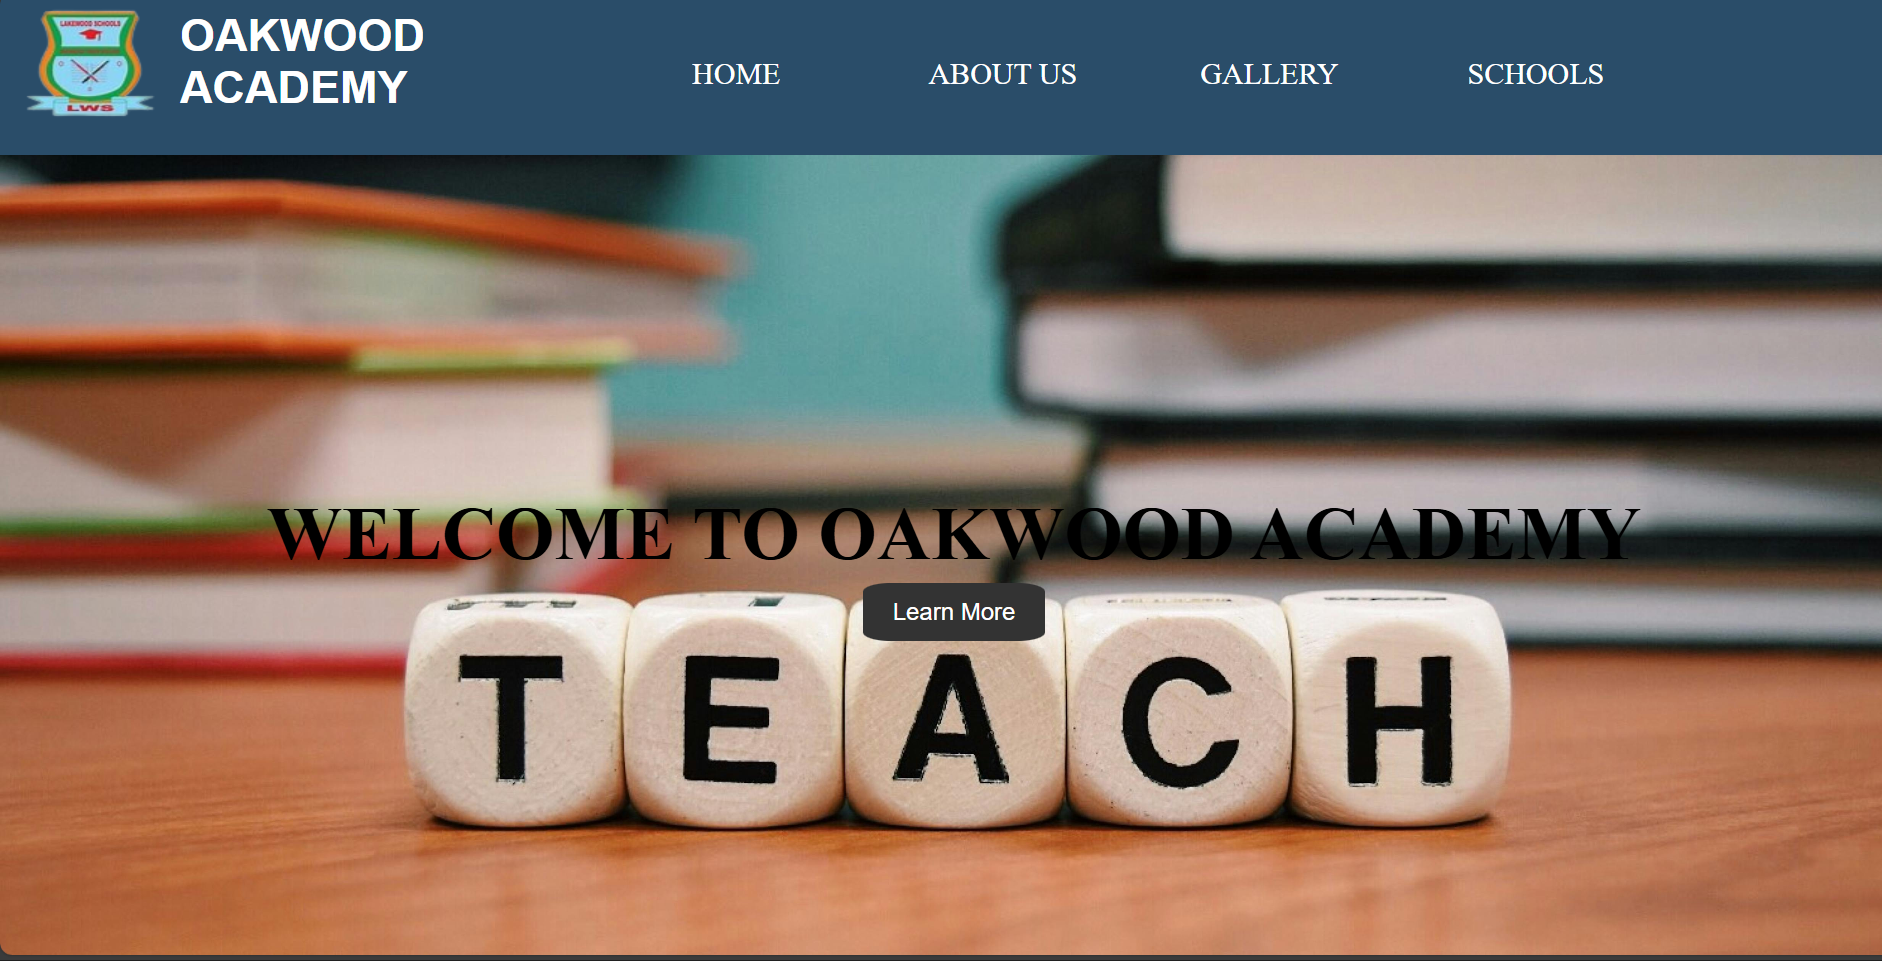 LAKEWOOD SCHOOLS
LWS
OAKWOOD
ACADEMY
HOME ABOUT US GALLERY SCHOOLS
WELCOME TO OAKWOOD ACADEMY
Learn More
TEACH